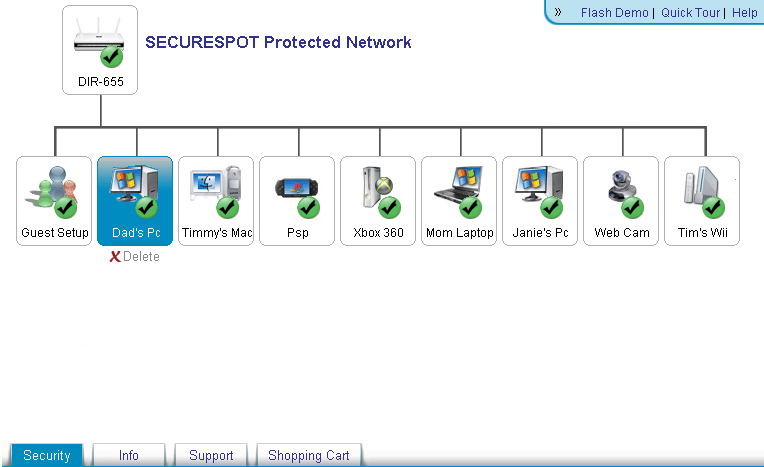 » Flash Demo | Quick Tour | Help
SECURESPOT Protected Network
DIR-655
Guest Setup Dad's Pc Timmy's Mac Psp Xbox 360 Mom Laptop Janie's Pc Web Cam Tim's Wii
X Delete
Security Info Support Shopping Cart